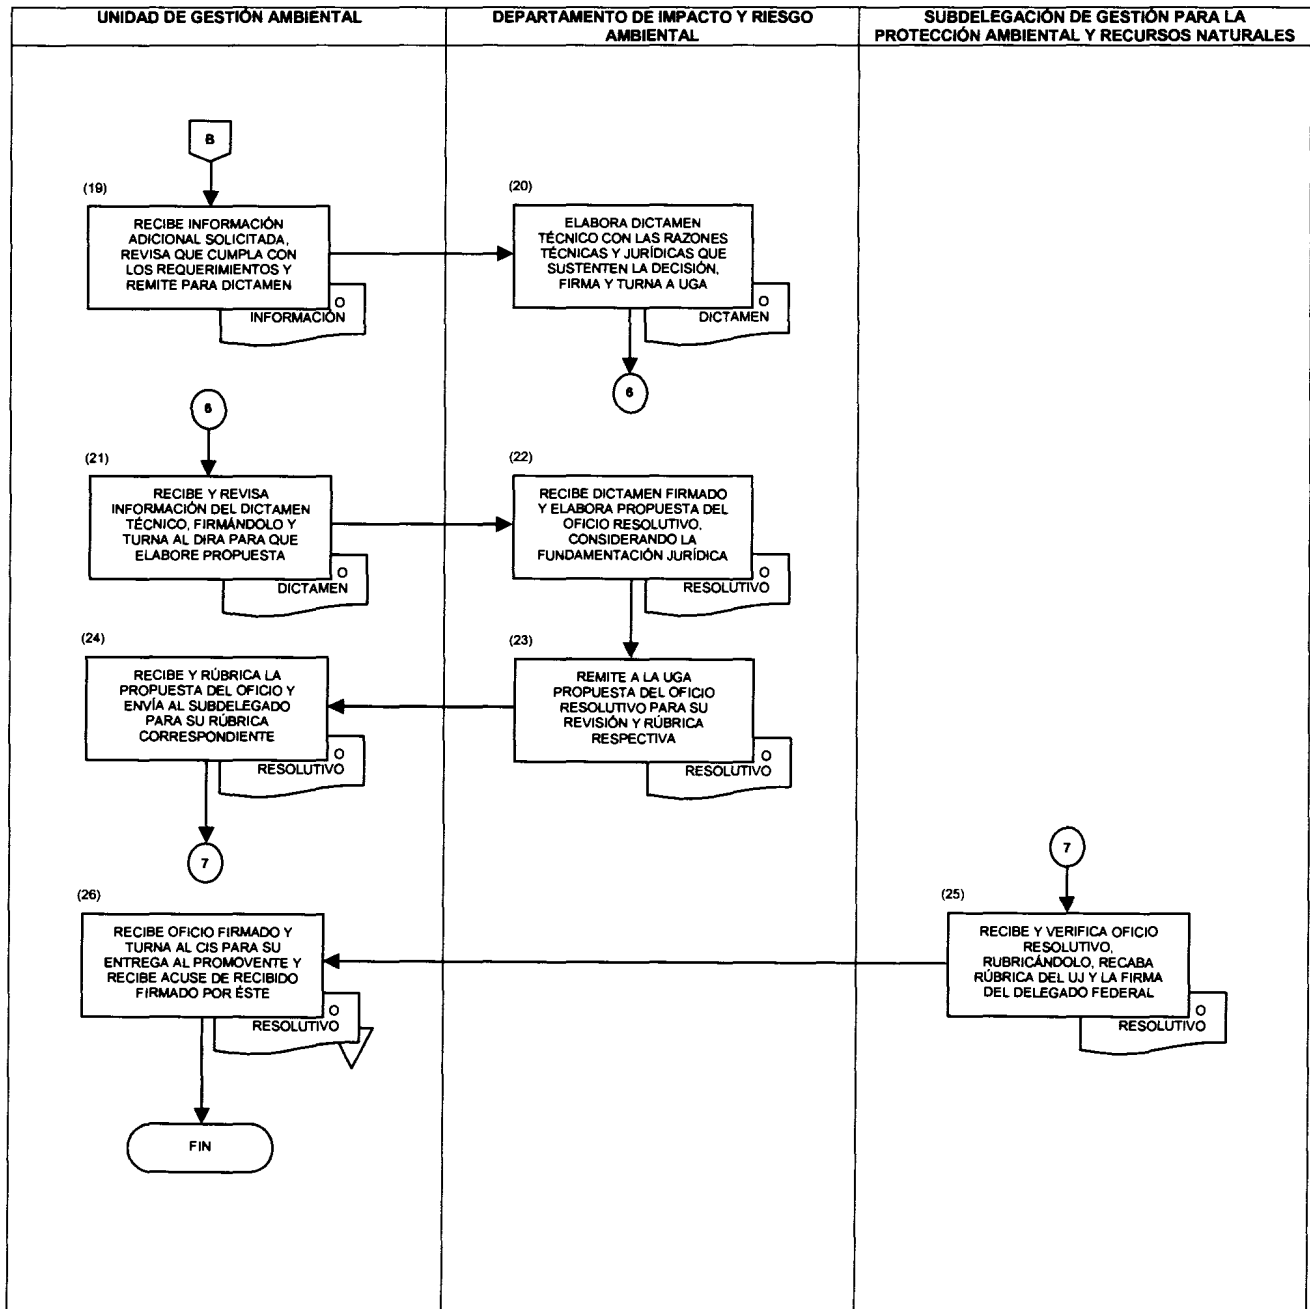 UNIDAD DE GESTIÓN AMBIENTAL
DEPARTAMENTO DE IMPACTO Y RIESGO
AMBIENTAL
SUBDELEGACIÓN DE GESTIÓN PARA LA
PROTECCIÓN AMBIENTAL Y RECURSOS NATURALES
B
(19)
RECIBE INFORMACIÓN
ADICIONAL SOLICITADA,
REVISA QUE CUMPLA CON
LOS REQUERIMIENTOS Y
REMITE PARA DICTAMEN
O
INFORMACIÓN
(20)
ELABORA DICTAMEN
TÉCNICO CON LAS RAZONES
TÉCNICAS Y JURÍDICAS QUE
SUSTENTEN LA DECISIÓN,
FIRMA Y TURNA A UGA
O
DICTAMEN
6
6
(21)
RECIBE Y REVISA
INFORMACIÓN DEL DICTAMEN
TÉCNICO, FIRMÁNDOLO Y
TURNA AL DIRA PARA QUE
ELABORE PROPUESTA
O
DICTAMEN
(22)
RECIBE DICTAMEN FIRMADO
Y ELABORA PROPUESTA DEL
OFICIO RESOLUTIVO,
CONSIDERANDO LA
FUNDAMENTACIÓN JURÍDICA
O
RESOLUTIVO
(24)
RECIBE Y RÚBRICA LA
PROPUESTA DEL OFICIO Y
ENVÍA AL SUBDELEGADO
PARA SU RÚBRICA
CORRESPONDIENTE
O
RESOLUTIVO
(23)
REMITE A LA UGA
PROPUESTA DEL OFICIO
RESOLUTIVO PARA SU
REVISIÓN Y RÚBRICA
RESPECTIVA
O
RESOLUTIVO
7
7
(26)
RECIBE OFICIO FIRMADO Y
TURNA AL CIS PARA SU
ENTREGA AL PROMOVENTE Y
RECIBE ACUSE DE RECIBIDO
FIRMADO POR ÉSTE
O
RESOLUTIVO
(25)
RECIBE Y VERIFICA OFICIO
RESOLUTIVO,
RUBRICÁNDOLO, RECABA
RÚBRICA DEL UJ Y LA FIRMA
DEL DELEGADO FEDERAL
O
RESOLUTIVO
FIN